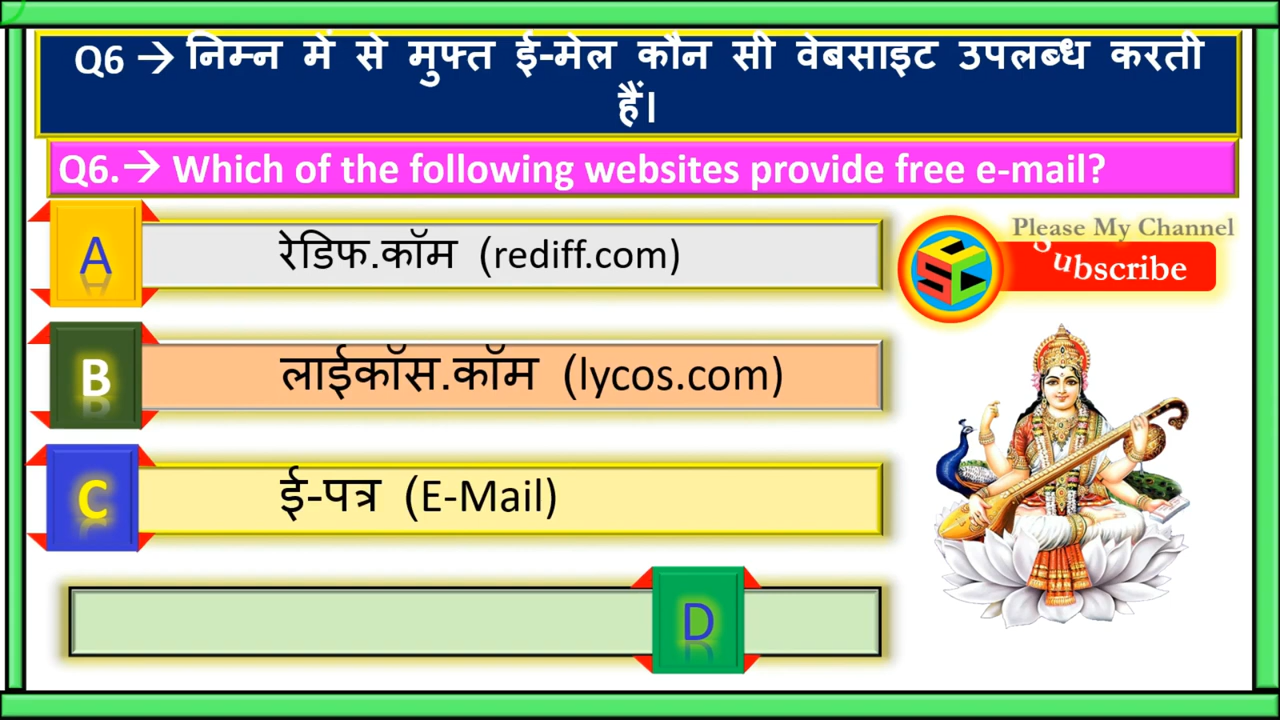 Q6 → निम्न में से मुफ्त ई-मेल कौन सी वेबसाइट उपलब्ध करती
हैं।
Q6.→ Which of the following websites provide free e-mail?
A रेडिफ.कॉम (rediff.com)
Please My Channel
Subscribe
SCC
B लाईकॉस.कॉम (lycos.com)
C ई-पत्र (E-Mail)
D